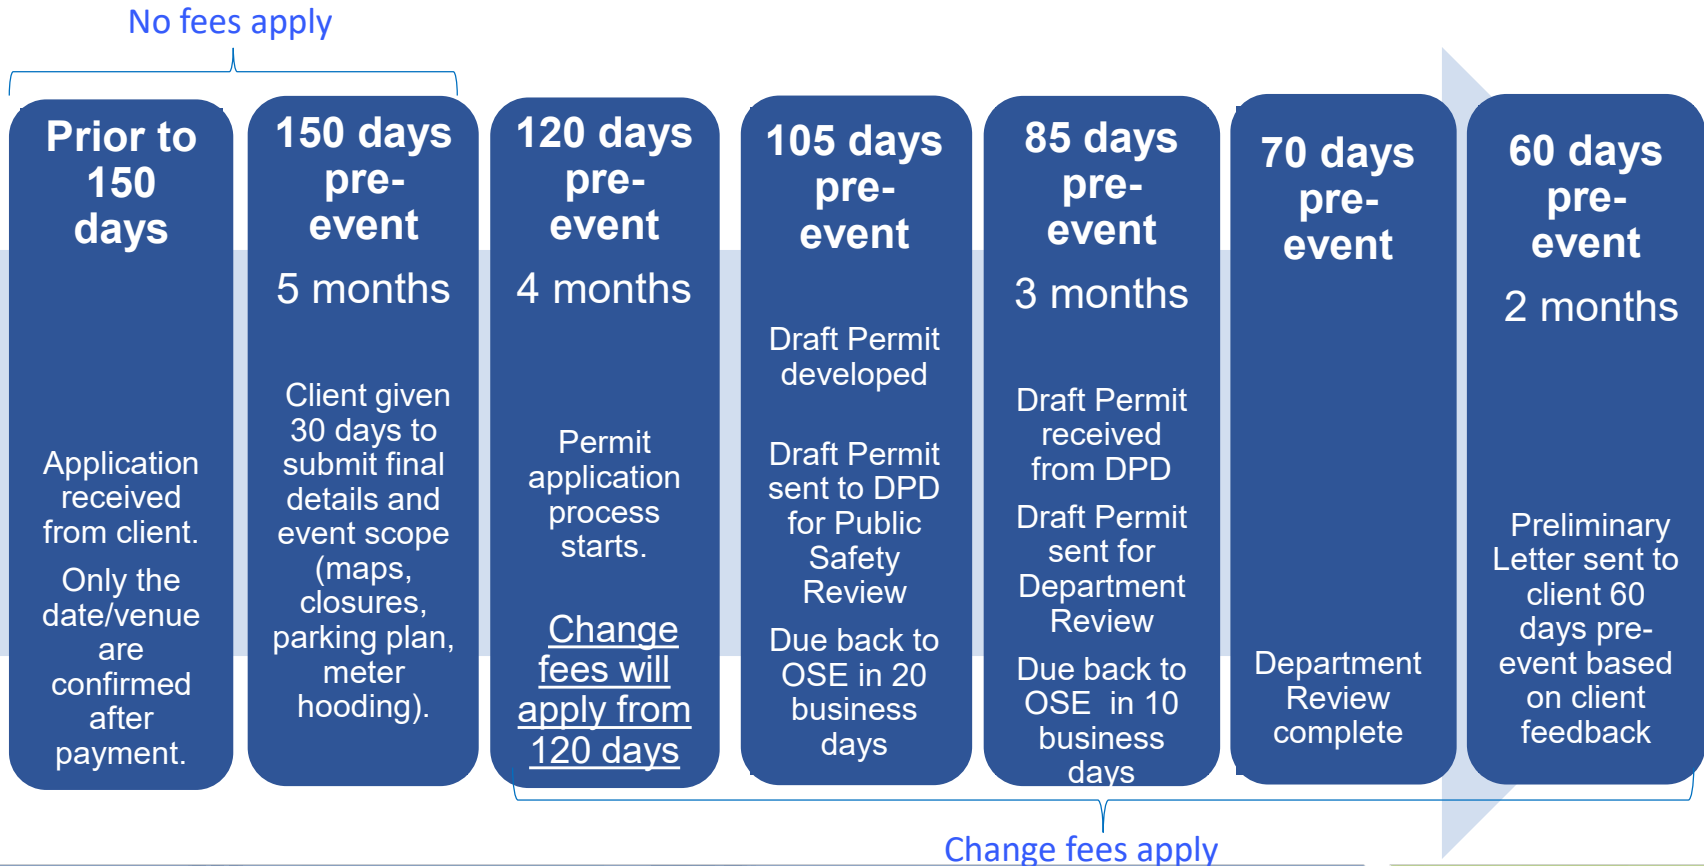 No fees apply
Prior to
150
days
Application
received
from client.
Only the
date/venue
are
confirmed
after
payment.
150 days
pre-
event
5 months
Client given
30 days to
submit final
details and
event scope
(maps,
closures,
parking plan,
meter
hooding).
120 days
pre-
event
4 months
Permit
application
process
starts.
Change
fees will
apply from
120 days
105 days
pre-
event
Draft Permit
developed
Draft Permit
sent to DPD
for Public
Safety
Review
Due back to
OSE in 20
business
days
85 days
pre-
event
3 months
Draft Permit
received
from DPD
Draft Permit
sent for
Department
Review
Due back to
OSE in 10
business
days
70 days
pre-
event
Department
Review
complete
60 days
pre-
event
2 months
Preliminary
Letter sent to
client 60
days pre-
event based
on client
feedback
Change fees apply